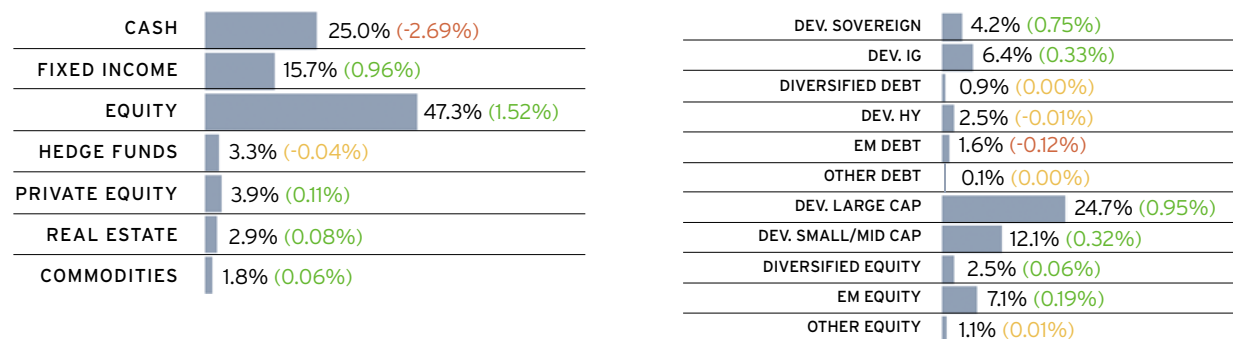 CASH 25.0% (-2.69%)
FIXED INCOME 15.7% (0.96%)
EQUITY 47.3% (1.52%)
HEDGE FUNDS 3.3% (-0.04%)
PRIVATE EQUITY 3.9% (0.11%)
REAL ESTATE 2.9% (0.08%)
COMMODITIES 1.8% (0.06%)
DEV. SOVEREIGN 4.2% (0.75%)
DEV. IG 6.4% (0.33%)
DIVERSIFIED DEBT 0.9% (0.00%)
DEV. HY 2.5% (-0.01%)
EM DEBT 1.6% (-0.12%)
OTHER DEBT 0.1% (0.00%)
DEV. LARGE CAP 24.7% (0.95%)
DEV. SMALL/MID CAP 12.1% (0.32%)
DIVERSIFIED EQUITY 2.5% (0.06%)
EM EQUITY 7.1% (0.19%)
OTHER EQUITY 1.1% (0.01%)